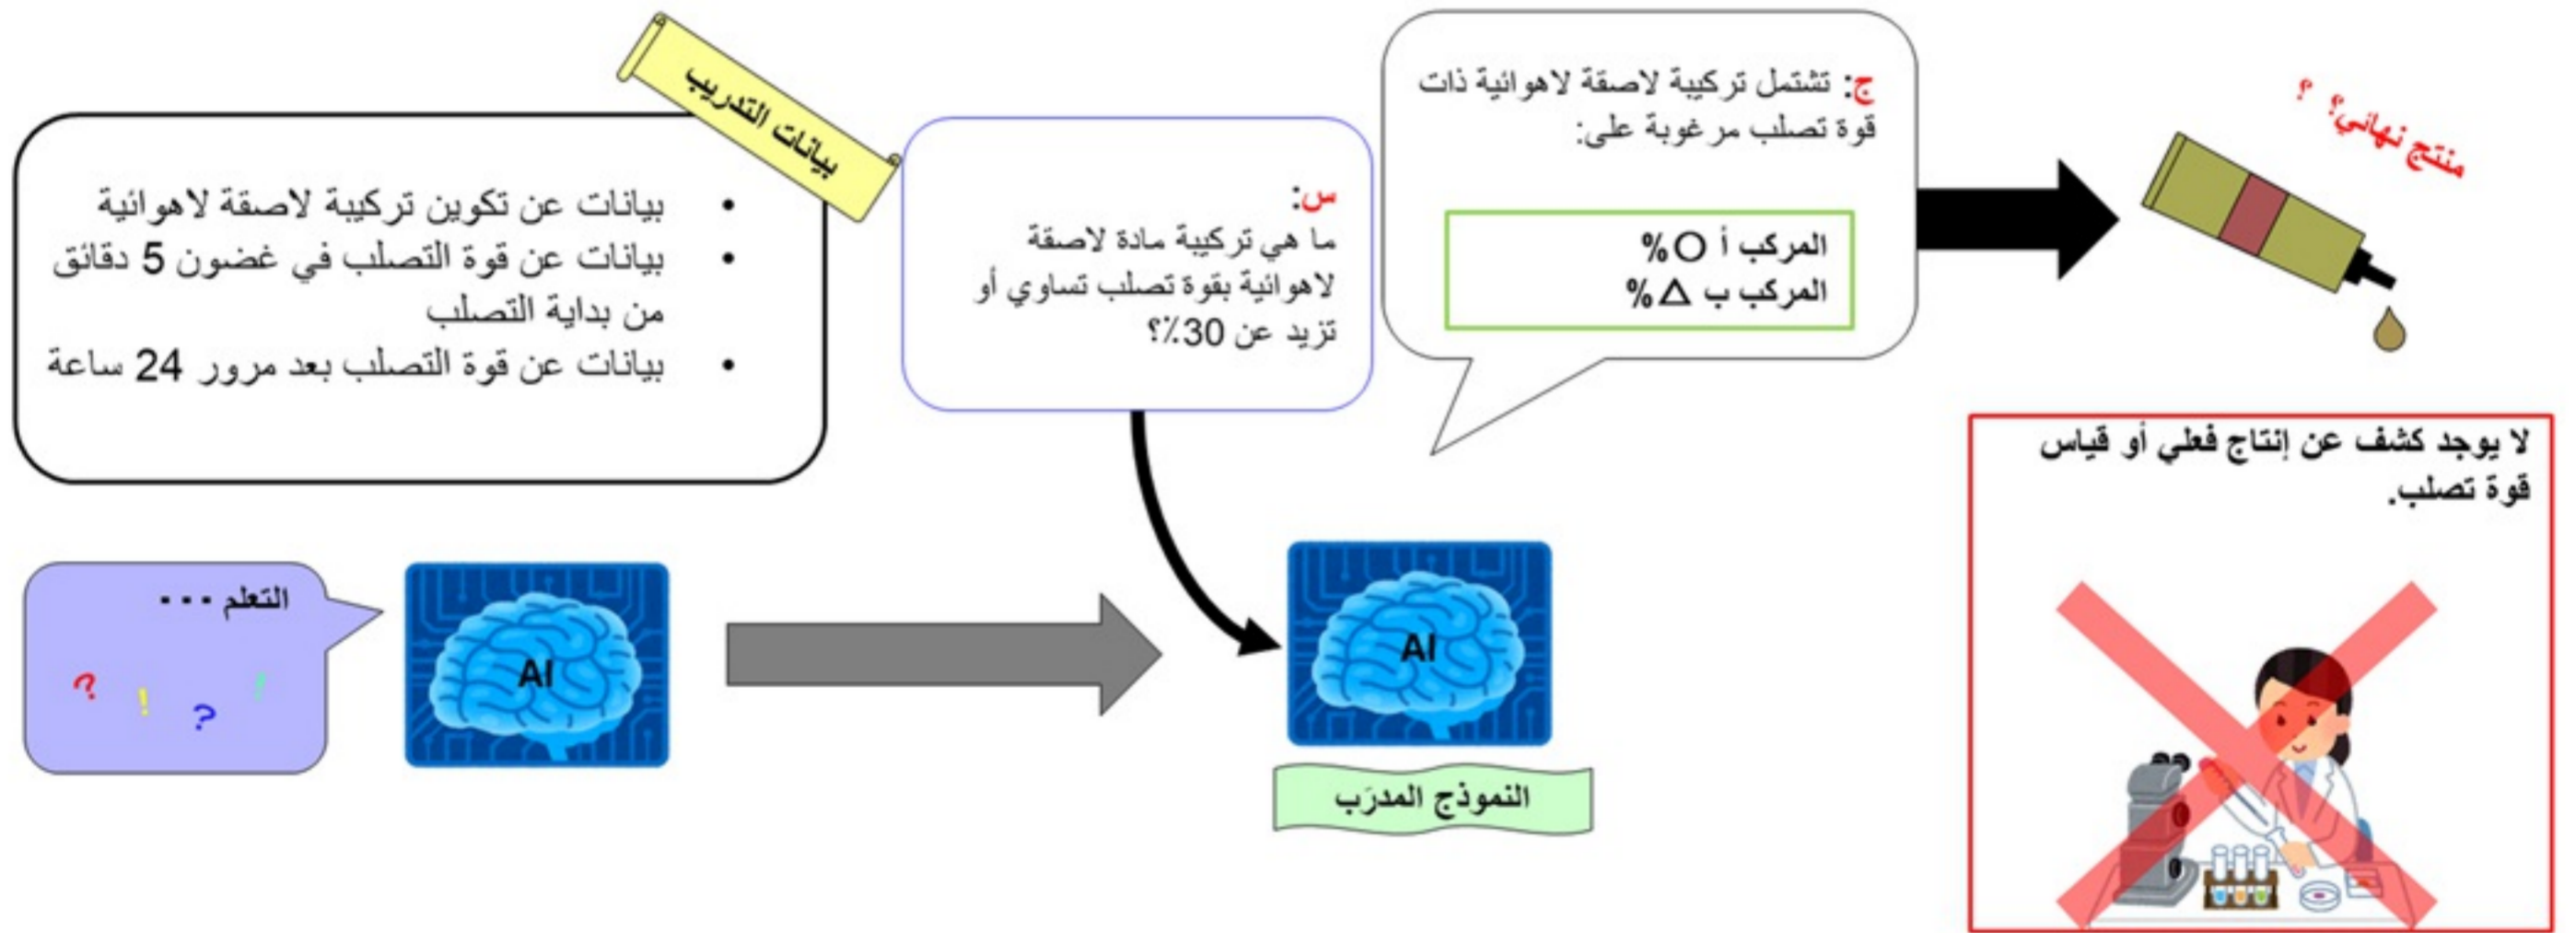 بيانات التدريب
• بيانات عن تكوين تركيبة لاصقة لاهوائية
• بيانات عن قوة التصلب في غضون 5 دقائق
من بداية التصلب
• بيانات عن قوة التصلب بعد مرور 24 ساعة
س:
ما هي تركيبة مادة لاصقة
لاهوائية بقوة تصلب تساوي أو
تزيد عن 30٪؟
ج: تشتمل تركيبة لاصقة لاهوائية ذات
قوة تصلب مرغوبة على:
المركب أ ○%
المركب ب △%
منتج نهائي؟ ؟
لا يوجد كشف عن إنتاج فعلي أو قياس
قوة تصلب.
التعلم ・・・
? ! ? !
AI
AI
النموذج المدرَب